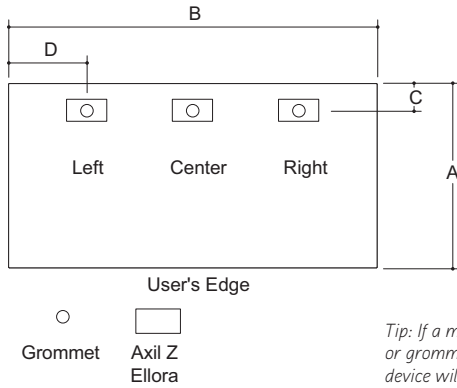 B
D
C
Left Center Right
A
User's Edge
Grommet Axil Z
Ellora
Tip: If a m
or gromm
device wil